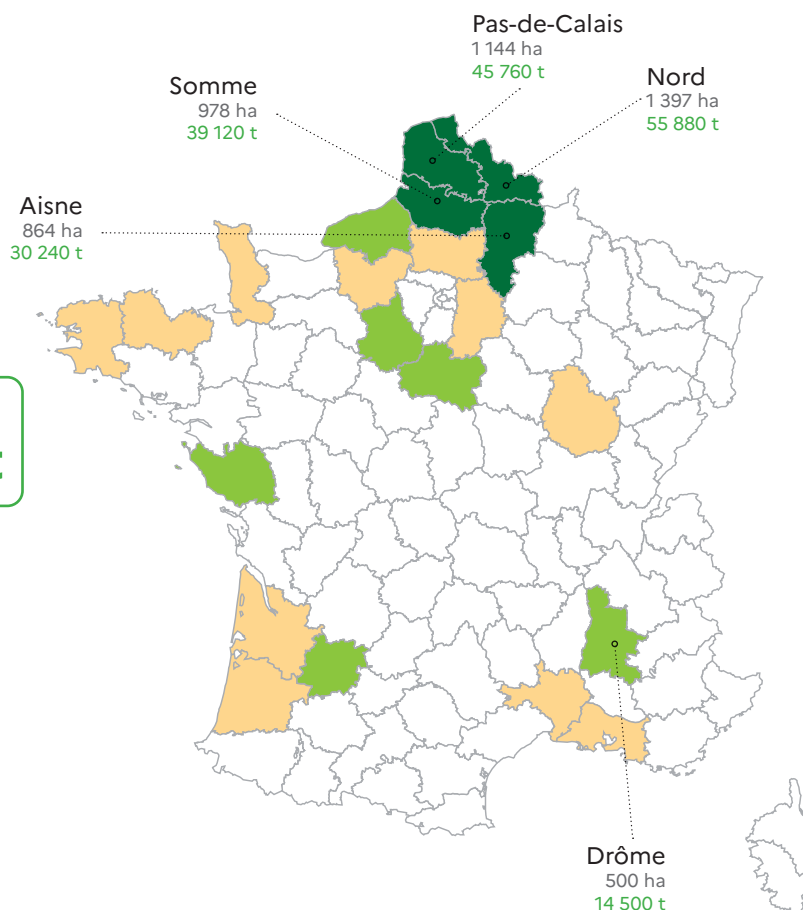 Pas-de-Calais
1 144 ha
45 760 t
Somme
978 ha
39 120 t
Nord
1 397 ha
55 880 t
Aisne
864 ha
30 240 t
Drôme
500 ha
14 500 t